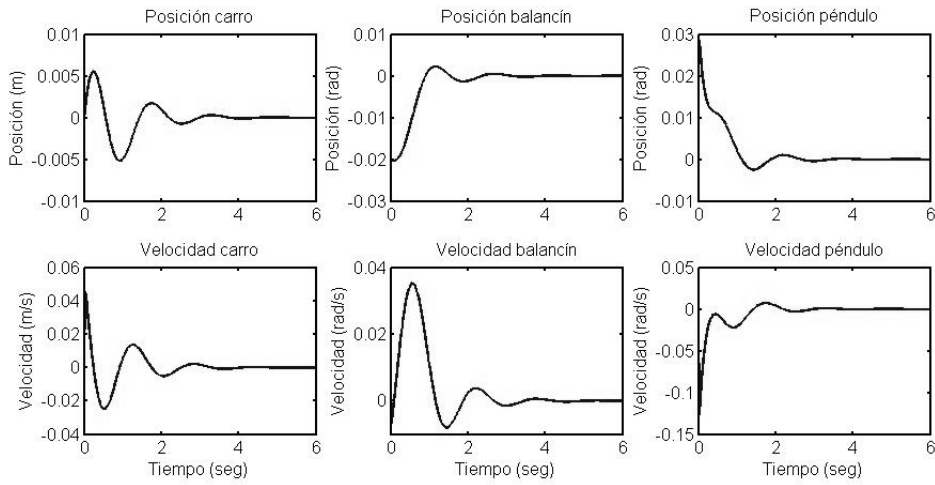 Posición carro
Posición balancín
Posición péndulo
Posición (m)
0.01
0.005
0
-0.005
-0.01
0 2 4 6
Posición (rad)
0.01
0
-0.01
-0.02
-0.03
0 2 4 6
Posición (rad)
0.03
0.02
0.01
0
0.01
0 2 4 6
Velocidad carro
Velocidad balancín
Velocidad péndulo
Velocidad (m/s)
0.06
0.04
0.02
0
-0.02
-0.04
0 2 4 6
Tiempo (seg)
Velocidad (rad/s)
0.04
0.02
0
0 2 4 6
Tiempo (seg)
Velocidad (rad/s)
0.05
0
-0.05
-0.1
-0.15
0 2 4 6
Tiempo (seg)